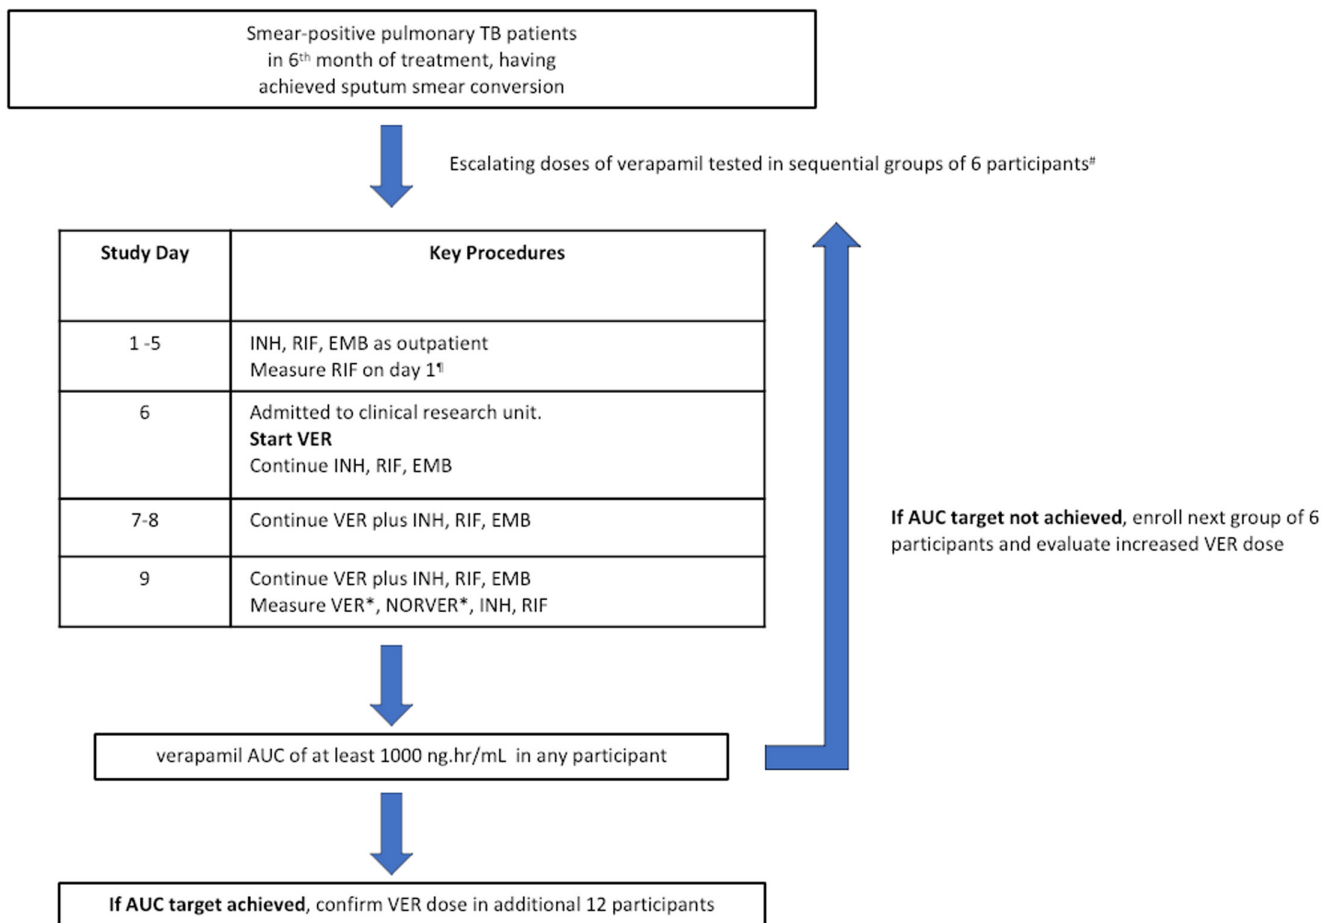 Smear-positive pulmonary TB patients
in 6th month of treatment, having
achieved sputum smear conversion
Escalating doses of verapamil tested in sequential groups of 6 participants#
Study Day
Key Procedures
1 -5
INH, RIF, EMB as outpatient
Measure RIF on day 1¶
6
Admitted to clinical research unit.
Start VER
Continue INH, RIF, EMB
7-8
Continue VER plus INH, RIF, EMB
9
Continue VER plus INH, RIF, EMB
Measure VER*, NORVER*, INH, RIF
If AUC target not achieved, enroll next group of 6
participants and evaluate increased VER dose
verapamil AUC of at least 1000 ng.hr/mL in any participant
If AUC target achieved, confirm VER dose in additional 12 participants